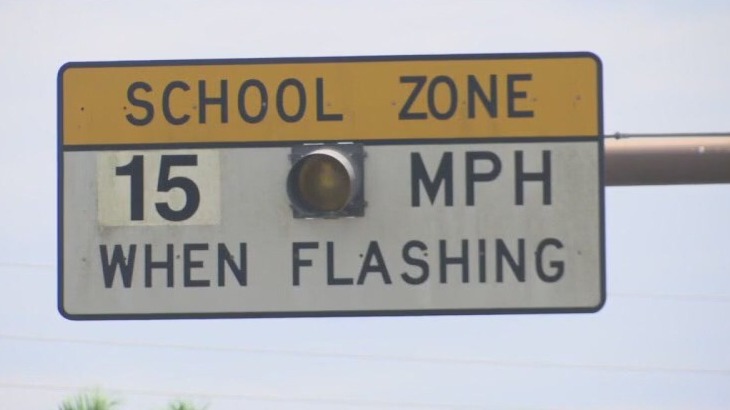 SCHOOL ZONE
15 MPH
WHEN FLASHING